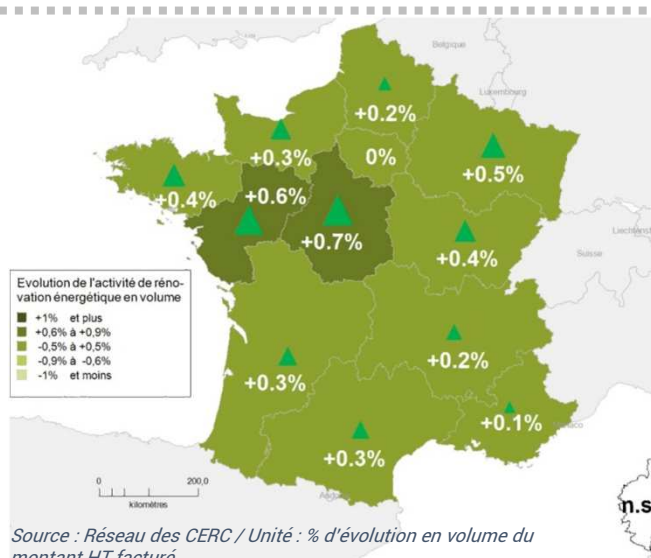 Belgique
Luxembourg
+0.2%
+0.3%
0%
+0.5%
+0.4%
+0.6%
+0.7%
+0.4%
Suisse
Evolution de l'activité de réno-
vation énergétique en volume
+1% et plus
+0,6% à +0,9%
-0,5% à +0,5%
-0,9% à -0,6%
-1% et moins
+0.2%
+0.3%
+0.1%
+0.3%
0 200,0
kilomètres
n.s
Source : Réseau des CERC / Unité : % d'évolution en volume du
montant HT facturé